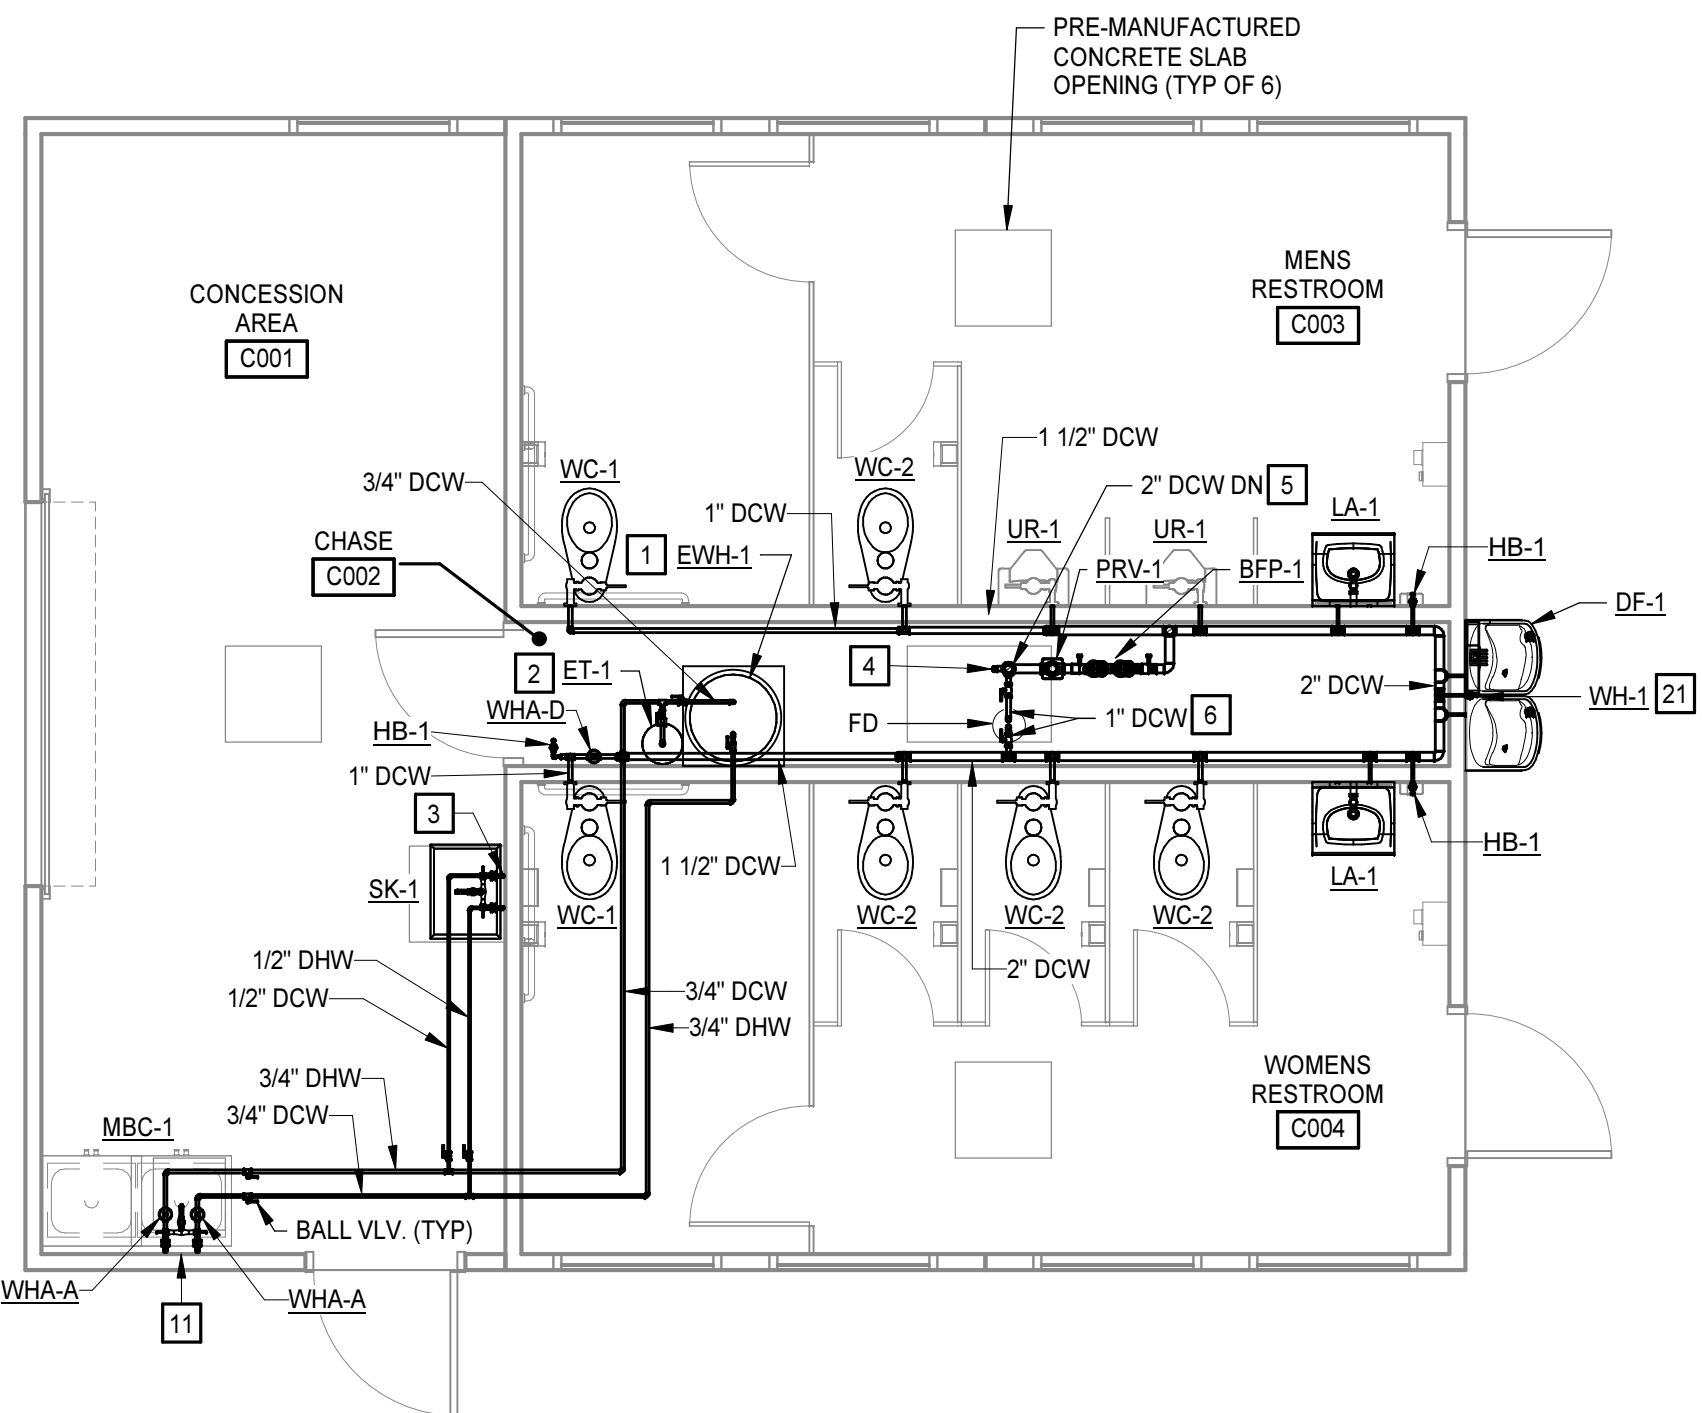 PRE-MANUFACTURED
CONCRETE SLAB
OPENING (TYP OF 6)
CONCESSION
AREA
C001
MENS
RESTROOM
C003
1 1/2" DCW
3/4" DCW
WC-1
WC-2
2" DCW DN
5
1" DCW
LA-1
UR-1
UR-1
CHASE
C002
1
EWH-1
PRV-1
BFP-1
HB-1
DF-1
2
ET-1
4
2" DCW
WH-1
21
WHA-D
FD
1" DCW
6
HB-1
1" DCW
3
1 1/2" DCW
HB-1
SK-1
LA-1
WC-1
WC-2
WC-2
WC-2
1/2" DHW
2" DCW
1/2" DCW
3/4" DCW
3/4" DHW
WOMENS
RESTROOM
C004
3/4" DHW
3/4" DCW
MBC-1
BALL VLV. (TYP)
WHA-A
WHA-A
11